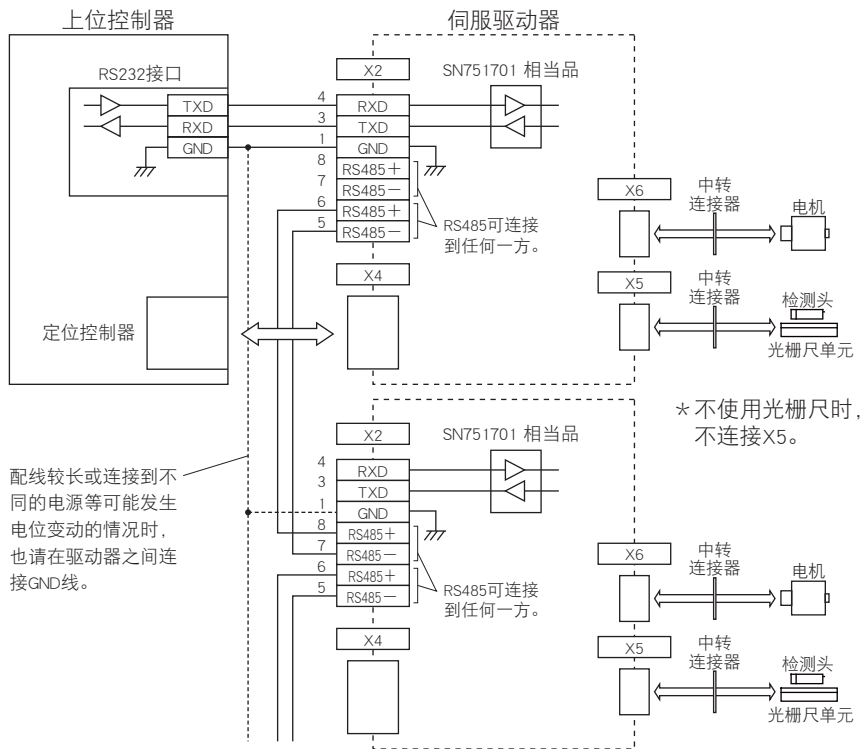 上位控制器
伺服驱动器
RS232接口
X2
SN751701 相当品
TXD
4
RXD
RXD
3
TXD
GND
1
GND
8
RS485+
7
RS485-
6
RS485+
5
RS485-
RS485可连接
到任何一方。
X6
中转
连接器
电机
X4
X5
中转
连接器
检测头
光栅尺单元
定位控制器
*不使用光栅尺时,
不连接X5。
X2
SN751701 相当品
4
RXD
3
TXD
1
GND
8
RS485+
7
RS485-
6
RS485+
5
RS485-
RS485可连接
到任何一方。
配线较长或连接到不
同的电源等可能发生
电位变动的情况时,
也请在驱动器之间连
接GND线。
X6
中转
连接器
电机
X4
X5
中转
连接器
检测头
光栅尺单元